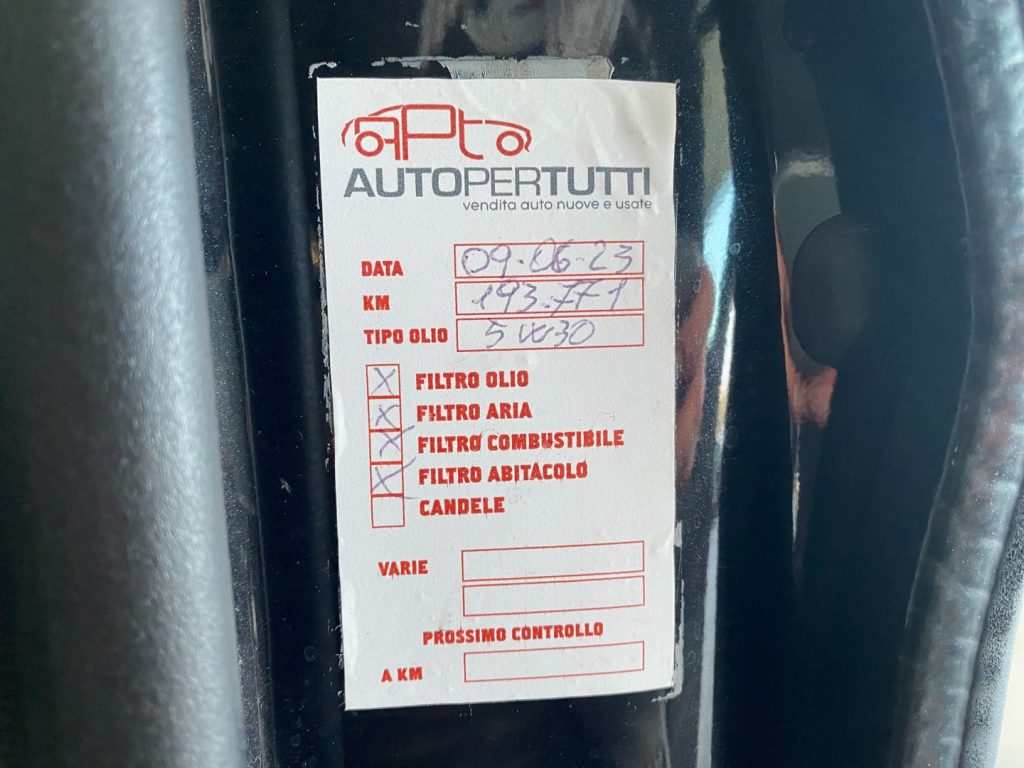 APto
AUTOPERTUTTI
vendita auto nuove e usate
DATA 09.06.23
KM 193.771
TIPO OLIO 5W30
X FILTRO OLIO
X FILTRO ARIA
X FILTRO COMBUSTIBILE
X FILTRO ABITACOLO
CANDELE
VARIE
PROSSIMO CONTROLLO
A KM